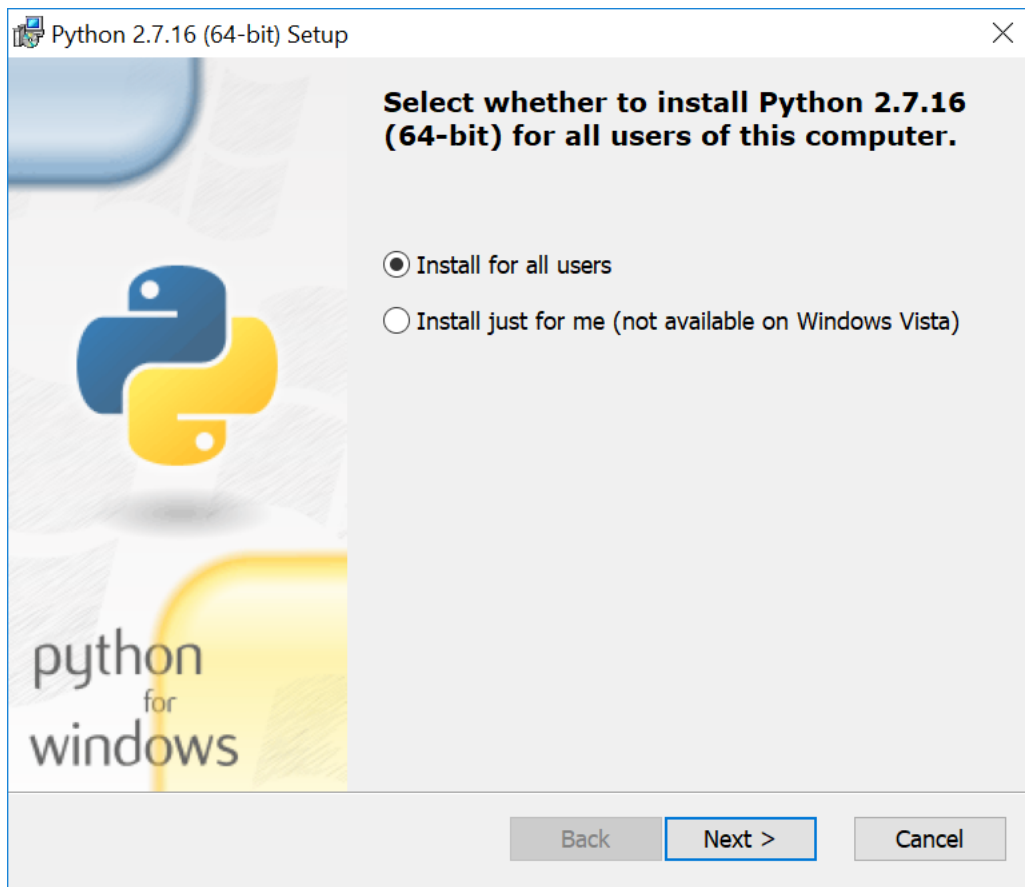 Python 2.7.16 (64-bit) Setup
Select whether to install Python 2.7.16
(64-bit) for all users of this computer.
Install for all users
Install just for me (not available on Windows Vista)
python
for
windows
Back
Next >
Cancel